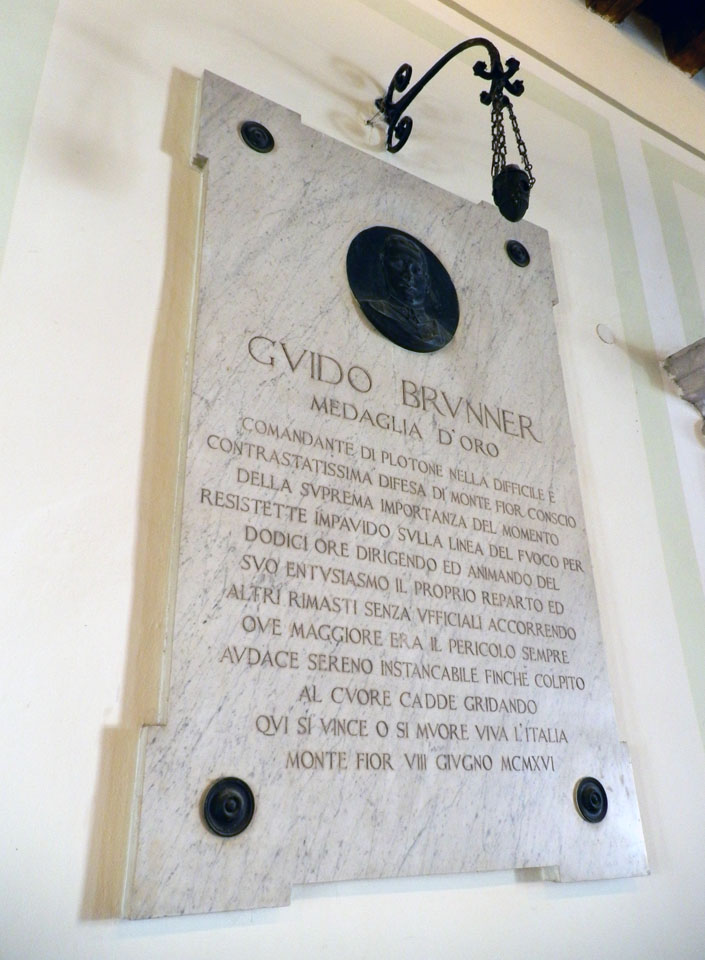 GVIDO BRVNNER
MEDAGLIA D'ORO
COMANDANTE DI PLOTONE NELLA DIFFICILE E
CONTRASTATISSIMA DIFESA DI MONTE FIOR CONSCIO
DELLA SVPREMA IMPORTANZA DEL MOMENTO
RESISTETTE IMPAVIDO SVLLA LINEA DEL FVOCO PER
DODICI ORE DIRIGENDO ED ANIMANDO DEL
SVO ENTVSIASMO IL PROPRIO REPARTO ED
ALTRI RIMASTI SENZA VFFICIALI ACCORRENDO
OVE MAGGIORE ERA IL PERICOLO SEMPRE
AVDACE SERENO INSTANCABILE FINCHÈ COLPITO
AL CVORE CADDE GRIDANDO
QVI SI VINCE O SI MVORE VIVA L'ITALIA
MONTE FIOR VIII GIVGNO MCMXVI